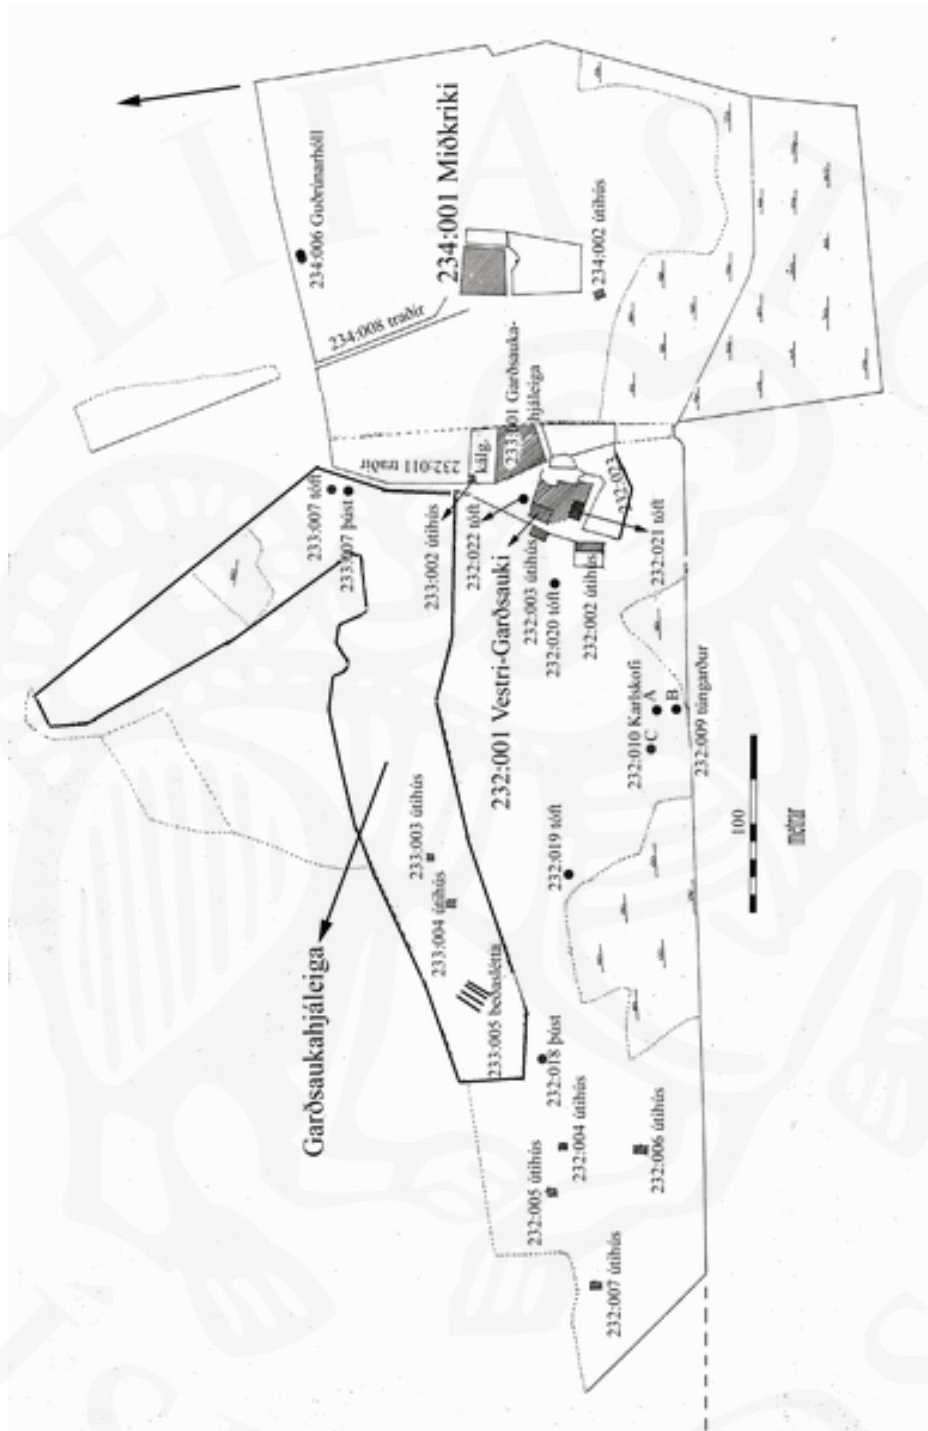 LEIFASTO
234:006 Guðrúnarhóll
234:001 Miðkriki
234:002 útihús
234:008 traðir
233:001 Garðsauka-
hjáleiga
kálg.
232:011 traðir
233:007 tóft
233:007 þúst
233:002 útihús
232:022 tóft
232:023
232:001 Vestri-Garðsauki
232:003 útihús
232:020 tóft
232:002 útihús
232:021 tóft
232:010 Karlskofi
A
B
C
232:009 túngarður
100
metrar
233:003 útihús
233:004 útihús
232:019 tóft
Garðsaukahjáleiga
233:005 beðaslétta
232:018 þúst
232:004 útihús
232:005 útihús
232:006 útihús
232:007 útihús